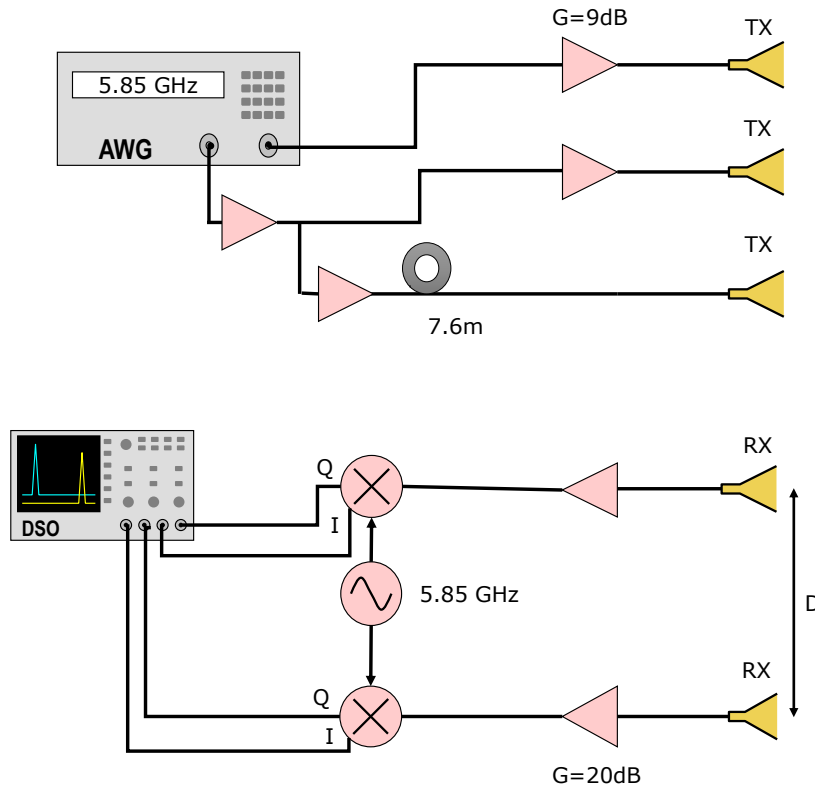 G=9dB
TX
5.85 GHz
AWG
TX
TX
7.6m
RX
Q
I
DSO
5.85 GHz
D
RX
Q
I
G=20dB